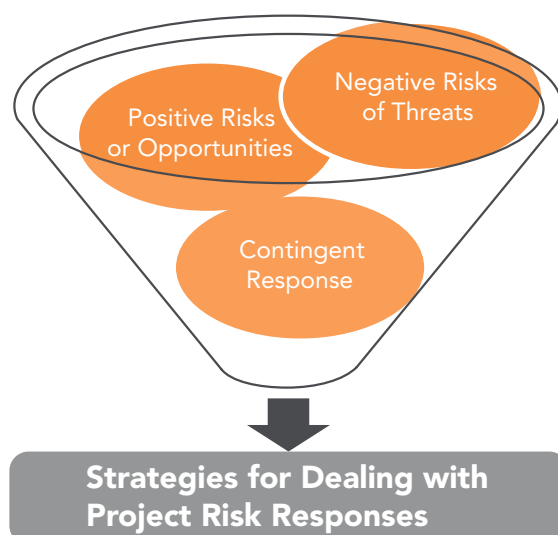 Positive Risks
or Opportunities
Negative Risks
of Threats
Contingent
Response
Strategies for Dealing with
Project Risk Responses